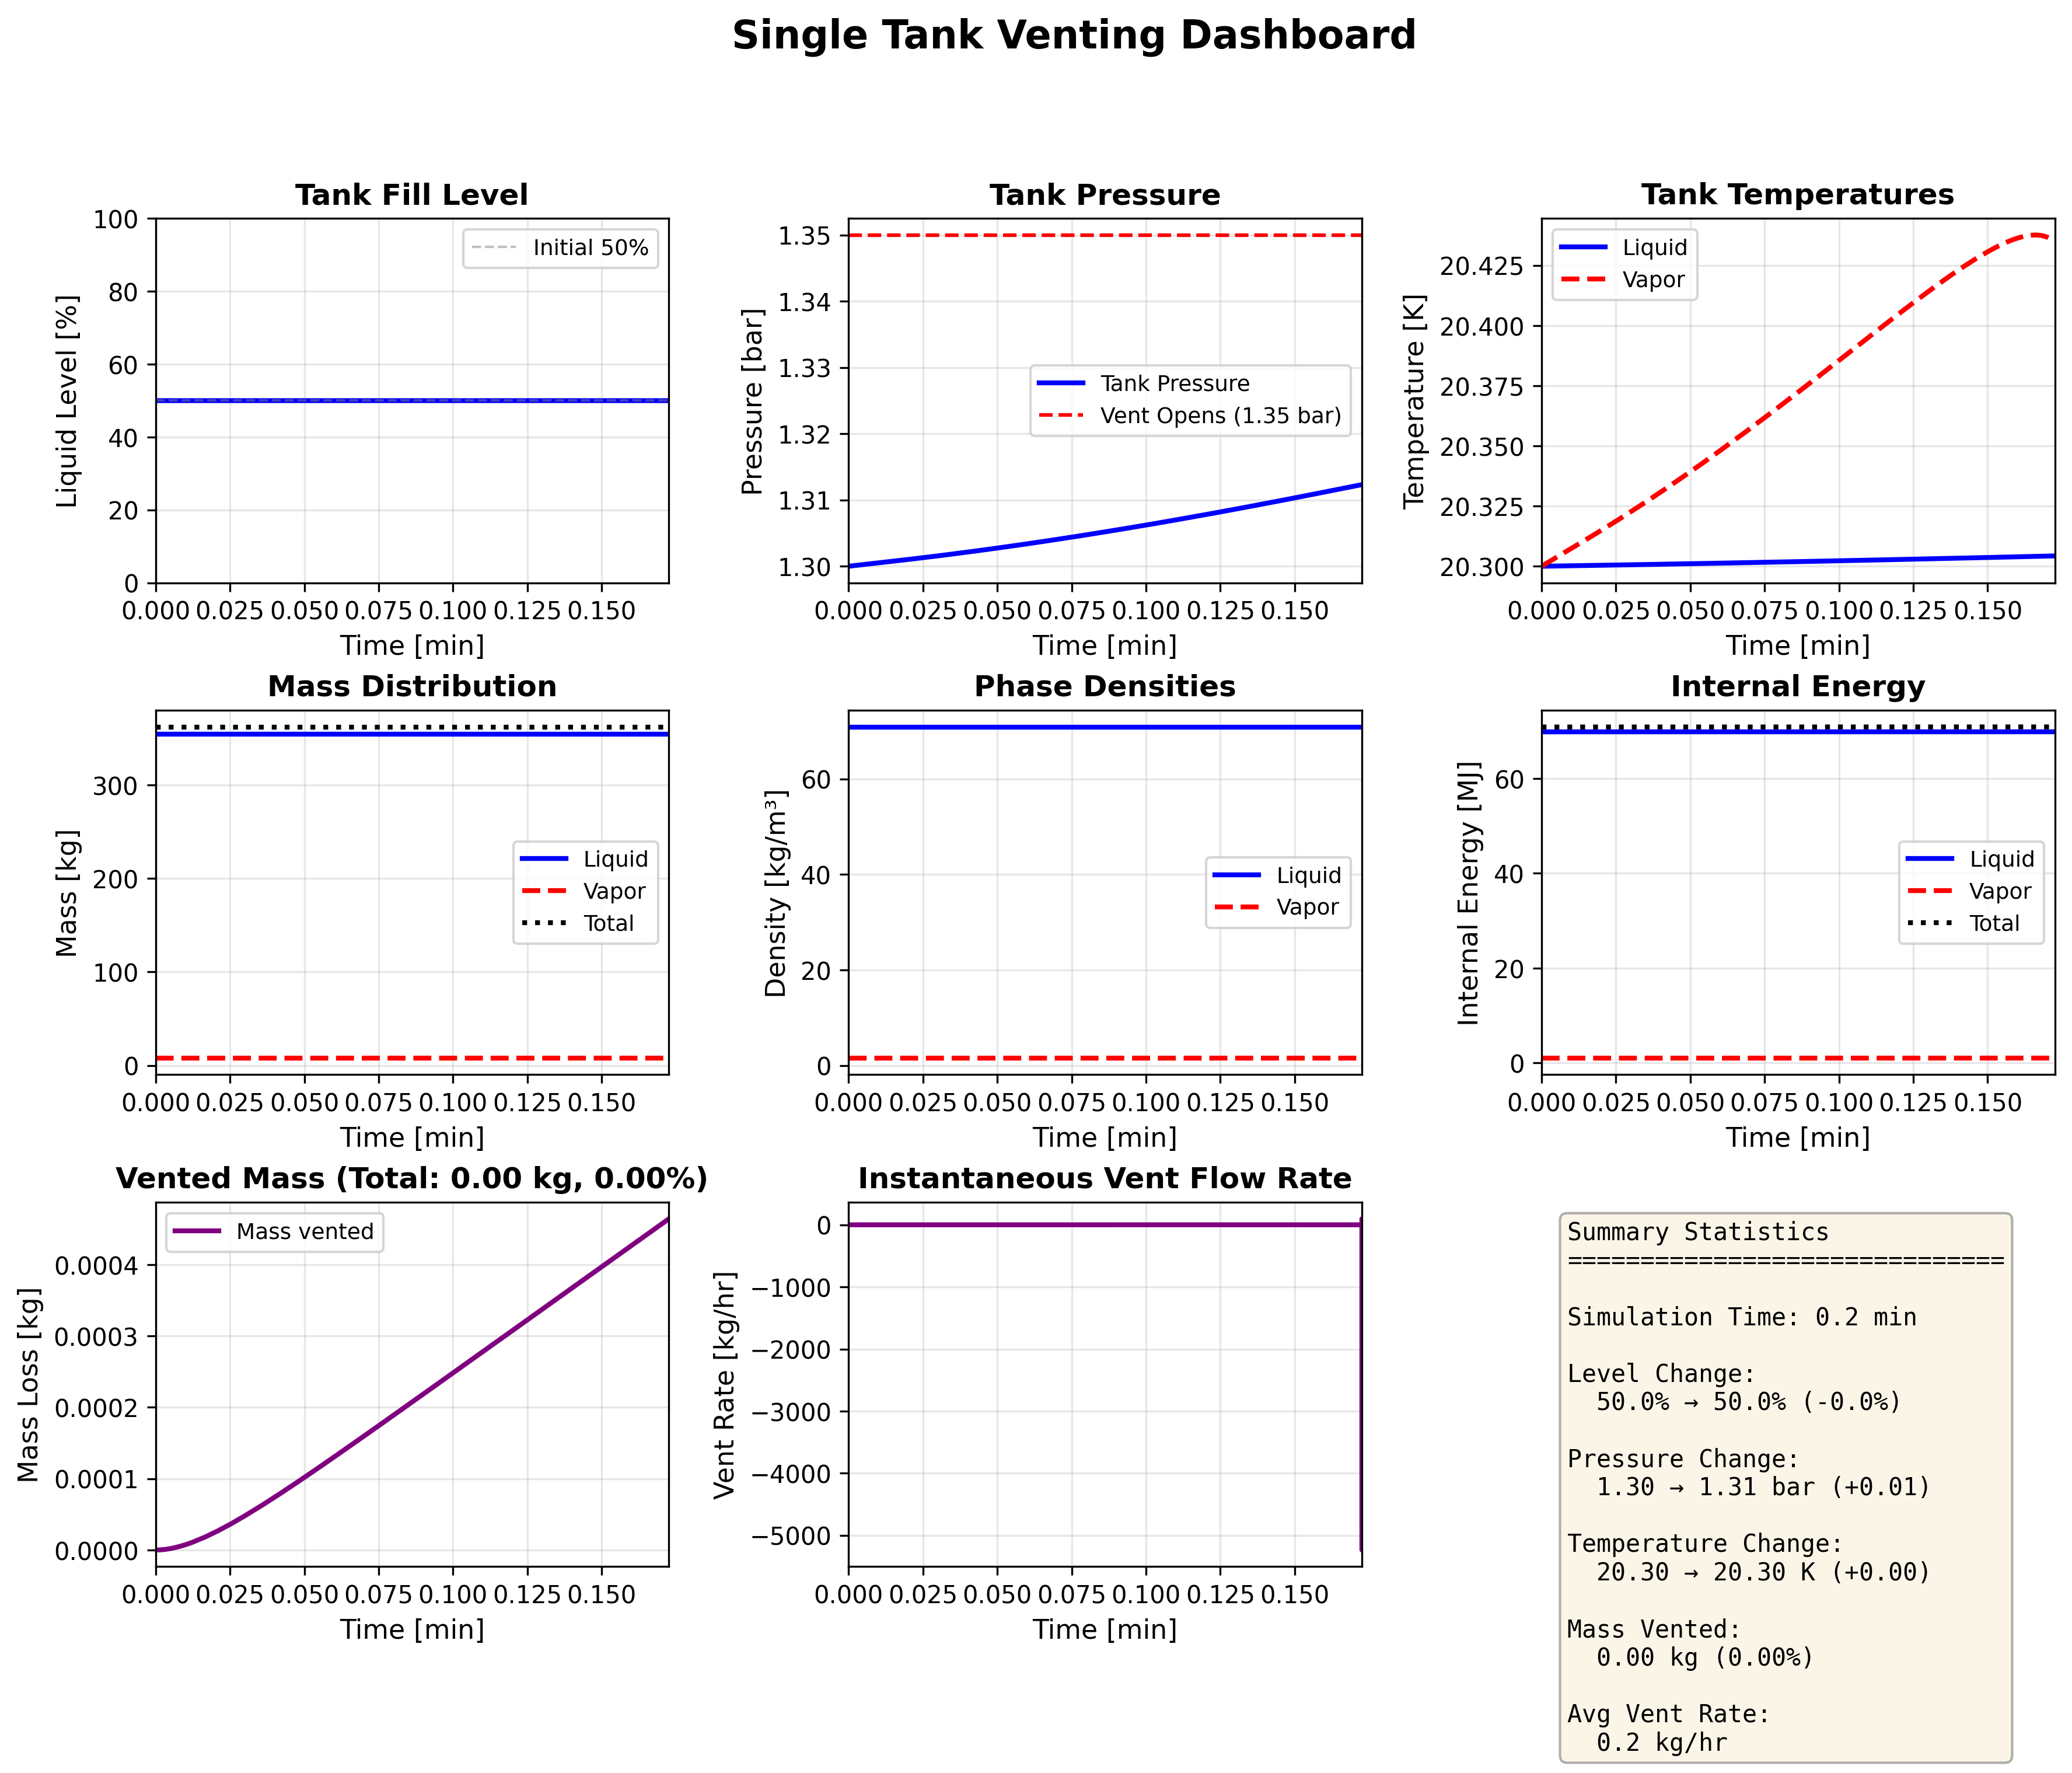 Single Tank Venting Dashboard
Tank Fill Level
100
80
60
40
20
0
Liquid Level [%]
Initial 50%
0.000 0.025 0.050 0.075 0.100 0.125 0.150
Time [min]
Tank Pressure
1.35
1.34
1.33
1.32
1.31
1.30
Pressure [bar]
Tank Pressure
Vent Opens (1.35 bar)
0.000 0.025 0.050 0.075 0.100 0.125 0.150
Time [min]
Tank Temperatures
20.425
20.400
20.375
20.350
20.325
20.300
Temperature [K]
Liquid
Vapor
0.000 0.025 0.050 0.075 0.100 0.125 0.150
Time [min]
Mass Distribution
300
200
100
0
Mass [kg]
Liquid
Vapor
Total
0.000 0.025 0.050 0.075 0.100 0.125 0.150
Time [min]
Phase Densities
60
40
20
0
Density [kg/m³]
Liquid
Vapor
0.000 0.025 0.050 0.075 0.100 0.125 0.150
Time [min]
Internal Energy
60
40
20
0
Internal Energy [MJ]
Liquid
Vapor
Total
0.000 0.025 0.050 0.075 0.100 0.125 0.150
Time [min]
Vented Mass (Total: 0.00 kg, 0.00%)
0.0004
0.0003
0.0002
0.0001
0.0000
Mass Loss [kg]
Mass vented
0.000 0.025 0.050 0.075 0.100 0.125 0.150
Time [min]
Instantaneous Vent Flow Rate
0
−1000
−2000
−3000
−4000
−5000
Vent Rate [kg/hr]
0.000 0.025 0.050 0.075 0.100 0.125 0.150
Time [min]
Summary Statistics
==============================
Simulation Time: 0.2 min
Level Change:
50.0% → 50.0% (-0.0%)
Pressure Change:
1.30 → 1.31 bar (+0.01)
Temperature Change:
20.30 → 20.30 K (+0.00)
Mass Vented:
0.00 kg (0.00%)
Avg Vent Rate:
0.2 kg/hr